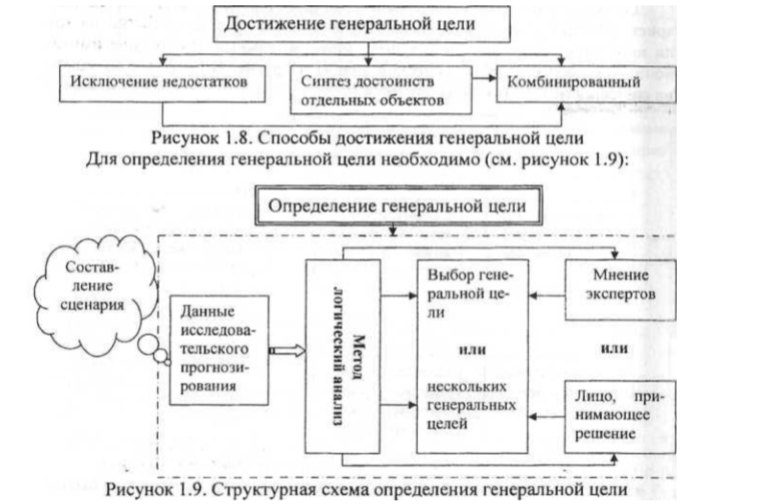 Достижение генеральной цели
Исключение недостатков
Синтез достоинств
отдельных объектов
Комбинированный
Рисунок 1.8. Способы достижения генеральной цели
Для определения генеральной цели необходимо (см. рисунок 1.9):
Определение генеральной цели
Состав-
ление
сценария
Данные
исследова-
тельского
прогнози-
рования
Метод
логический анализ
Выбор гене-
ральной це-
ли
или
нескольких
генеральных
целей
Мнение
экспертов
или
Лицо, при-
нимающее
решение
Рисунок 1.9. Структурная схема определения генеральной цели